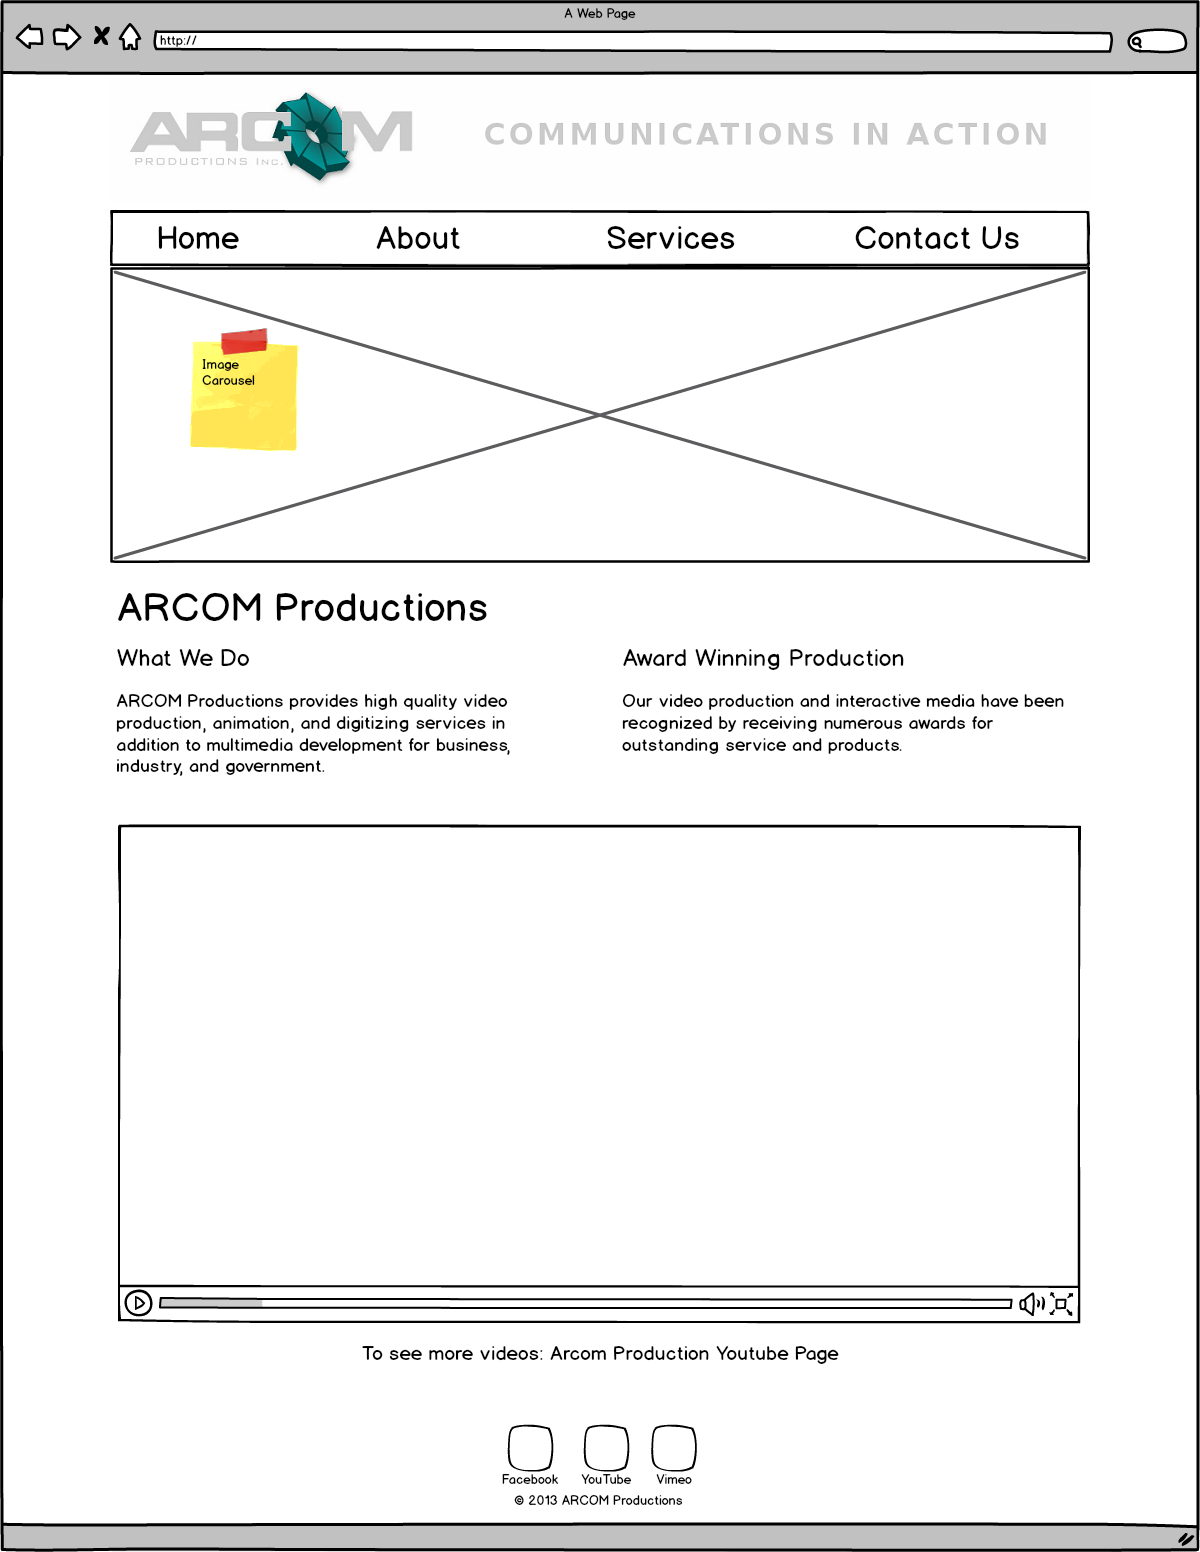 A Web Page
http://
ARCOM
PRODUCTIONS Inc.
COMMUNICATIONS IN ACTION
Home About Services Contact Us
Image
Carousel
ARCOM Productions
What We Do
ARCOM Productions provides high quality video
production, animation, and digitizing services in
addition to multimedia development for business,
industry, and government.
Award Winning Production
Our video production and interactive media have been
recognized by receiving numerous awards for
outstanding service and products.
To see more videos: Arcom Production Youtube Page
Facebook YouTube Vimeo
© 2013 ARCOM Productions